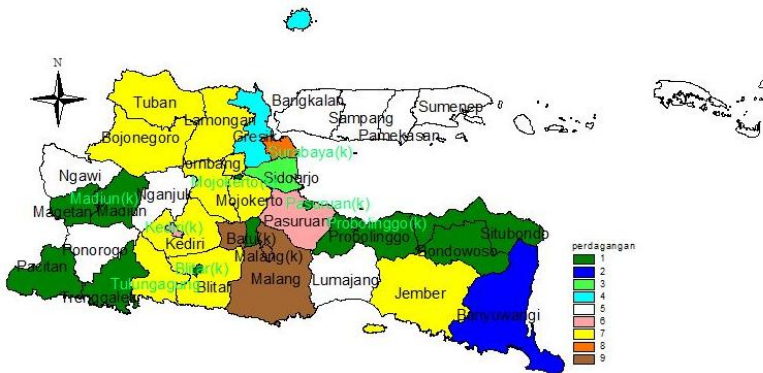 N
Tuban
Lamongan
Bangkalan
Sampang
Sumenep
Pamekasan
Bojonegoro
Gresik
Surabaya(k)
Jombang
Sidoarjo
Ngawi
Nganjuk
Mojokerto(k)
Mojokerto
Madiun(k)
Magetan
Madiun
Pasuruan(k)
Pasuruan
Probolinggo(k)
Probolinggo
Situbondo
Bondowoso
Kediri(k)
Kediri
Batu(k)
Malang(k)
Ponorogo
Pacitan
Trenggalek
Tulungagung
Blitar(k)
Blitar
Malang
Lumajang
Jember
Banyuwangi
perdagangan
1
2
3
4
5
6
7
8
9